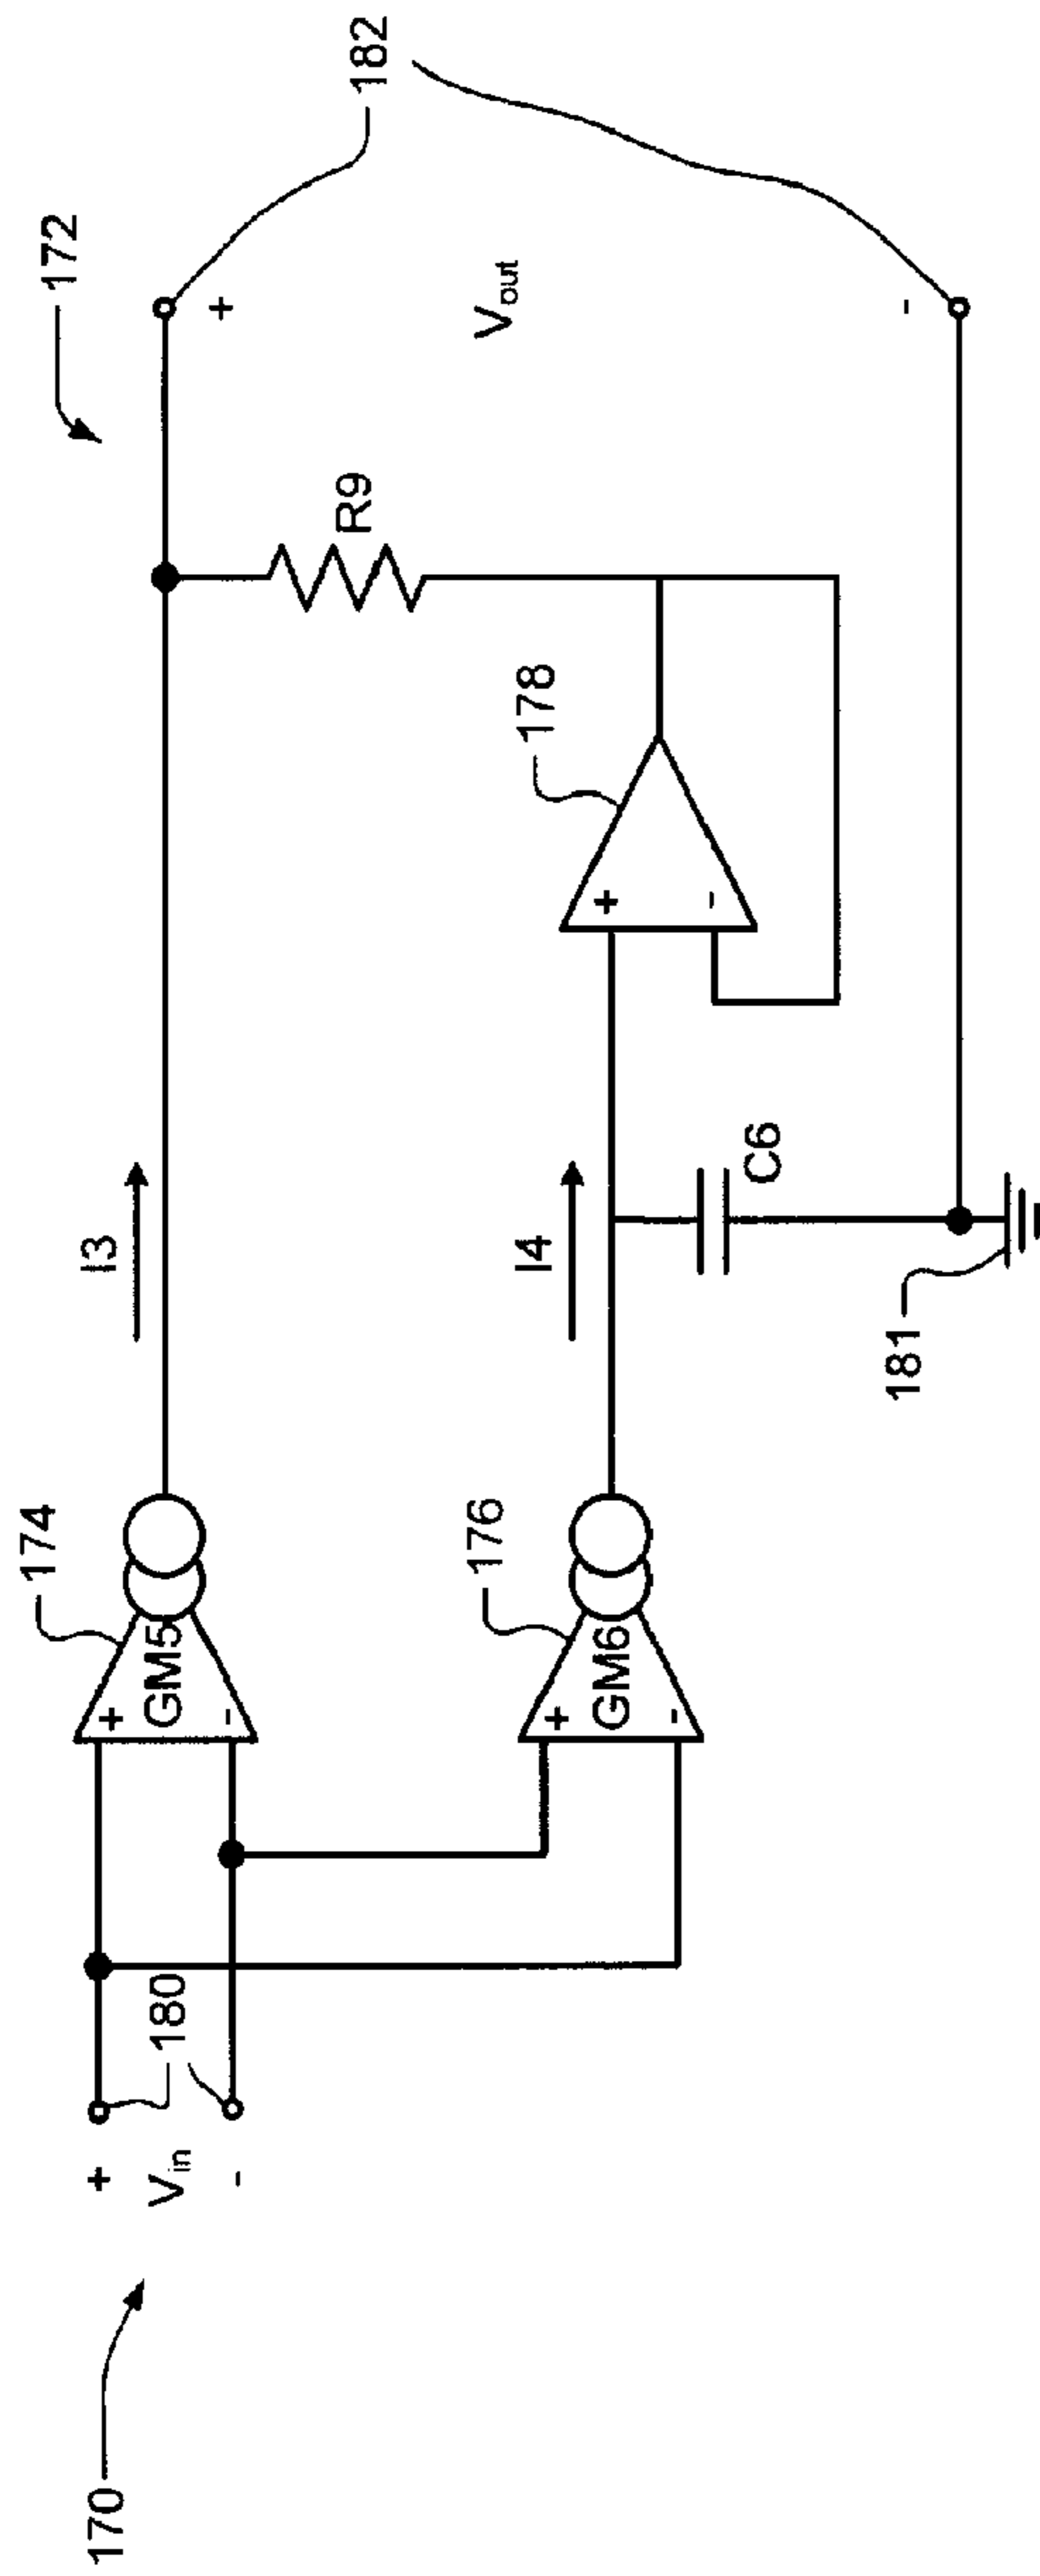 172
182
174
I3
+
GM5
-
R9
+
180
+
Vin
-
Vout
176
I4
178
+
GM6
-
+
-
C6
-
181
170